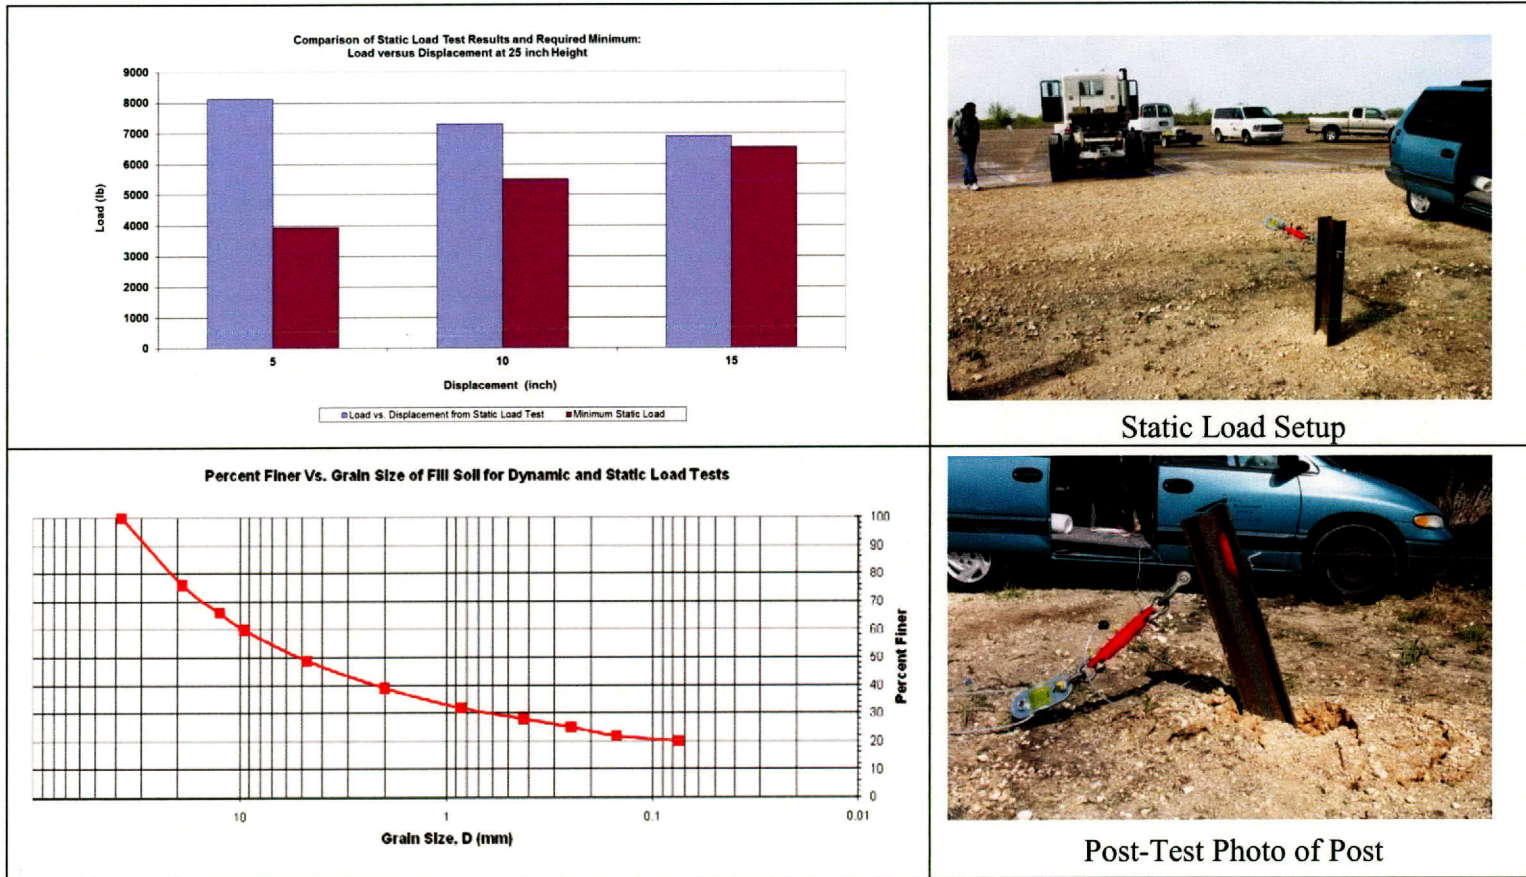 Comparison of Static Load Test Results and Required Minimum:
Load versus Displacement at 25 inch Height
9000
8000
7000
6000
5000
4000
3000
2000
1000
0
Load (lb)
5 10 15
Displacement (inch)
Load vs. Displacement from Static Load Test Minimum Static Load
Static Load Setup
Percent Finer Vs. Grain Size of Fill Soil for Dynamic and Static Load Tests
100
90
80
70
60
50
40
30
20
10
0
Percent Finer
10 1 0.1 0.01
Grain Size, D (mm)
Post-Test Photo of Post